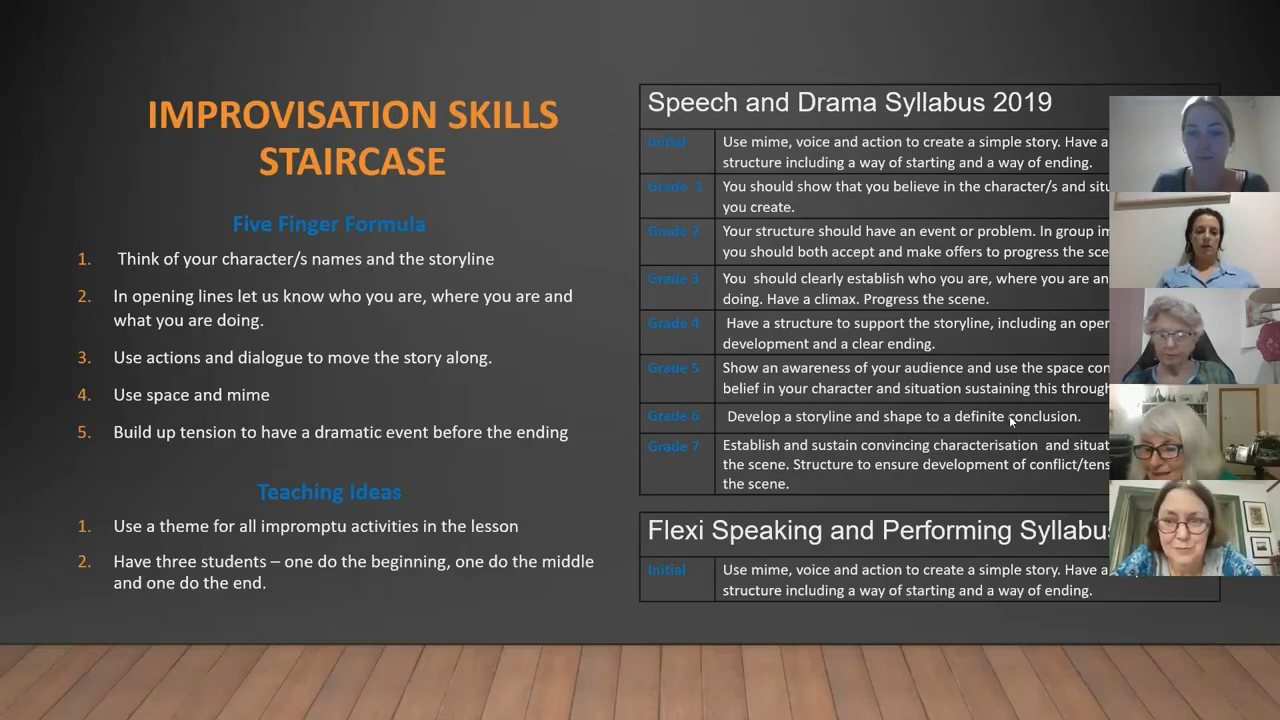 IMPROVISATION SKILLS
STAIRCASE
Five Finger Formula
1. Think of your character/s names and the storyline
2. In opening lines let us know who you are, where you are and
what you are doing.
3. Use actions and dialogue to move the story along.
4. Use space and mime
5. Build up tension to have a dramatic event before the ending
Teaching Ideas
1. Use a theme for all impromptu activities in the lesson
2. Have three students – one do the beginning, one do the middle
and one do the end.
Speech and Drama Syllabus 2019
Initial Use mime, voice and action to create a simple story. Have a
structure including a way of starting and a way of ending.
Grade 1 You should show that you believe in the character/s and
you create.
Grade 2 Your structure should have an event or problem. In group
you should both accept and make offers to progress the
Grade 3 You should clearly establish who you are, where you are
doing. Have a climax. Progress the scene.
Grade 4 Have a structure to support the storyline, including an
development and a clear ending.
Grade 5 Show an awareness of your audience and use the space
belief in your character and situation sustaining this
Grade 6 Develop a storyline and shape to a definite conclusion.
Grade 7 Establish and sustain convincing characterisation and
the scene. Structure to ensure development of
the scene.
Flexi Speaking and Performing Syllabus
Initial Use mime, voice and action to create a simple story. Have a
structure including a way of starting and a way of ending.